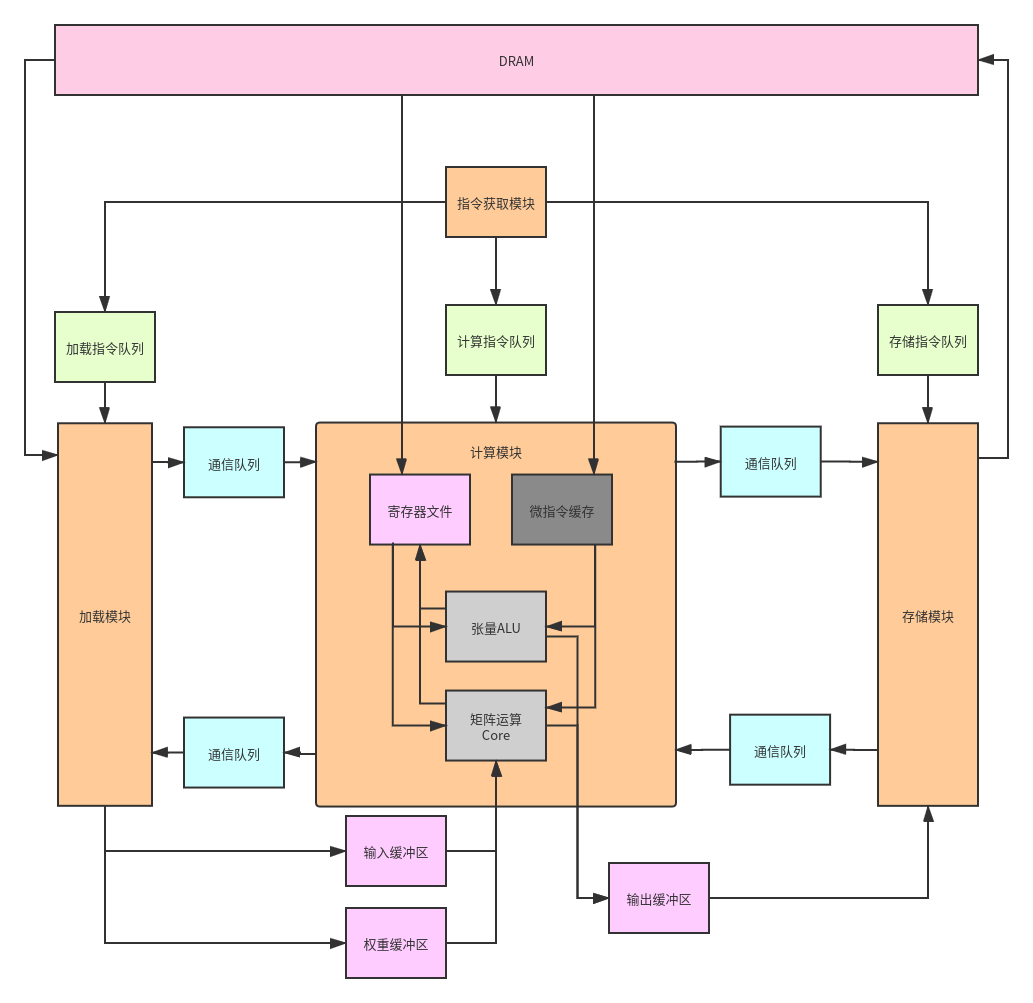 DRAM
指令获取模块
加载指令队列
计算指令队列
存储指令队列
通信队列
计算模块
通信队列
寄存器文件
微指令缓存
加载模块
张量ALU
存储模块
矩阵运算
Core
通信队列
通信队列
输入缓冲区
输出缓冲区
权重缓冲区